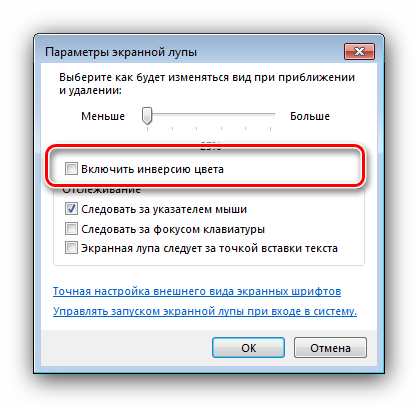 Параметры экранной лупы
Выберите как будет изменяться вид при приближении
и удалении:
Меньше Больше
25%
Включить инверсию цвета
Отслеживание
Следовать за указателем мыши
Следовать за фокусом клавиатуры
Экранная лупа следует за точкой вставки текста
Точная настройка внешнего вида экранных шрифтов
Управлять запуском экранной лупы при входе в систему.
ОК Отмена